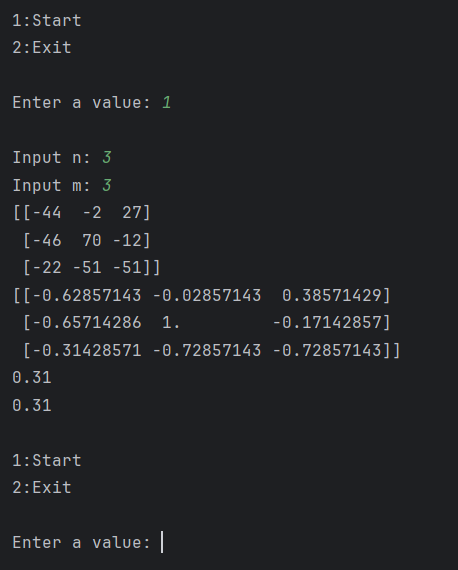 1:Start
2:Exit
Enter a value: 1
Input n: 3
Input m: 3
[[-44  -2  27]
 [-46  70 -12]
 [-22 -51 -51]]
[[-0.62857143 -0.02857143  0.38571429]
 [-0.65714286  1.         -0.17142857]
 [-0.31428571 -0.72857143 -0.72857143]]
0.31
0.31
1:Start
2:Exit
Enter a value: